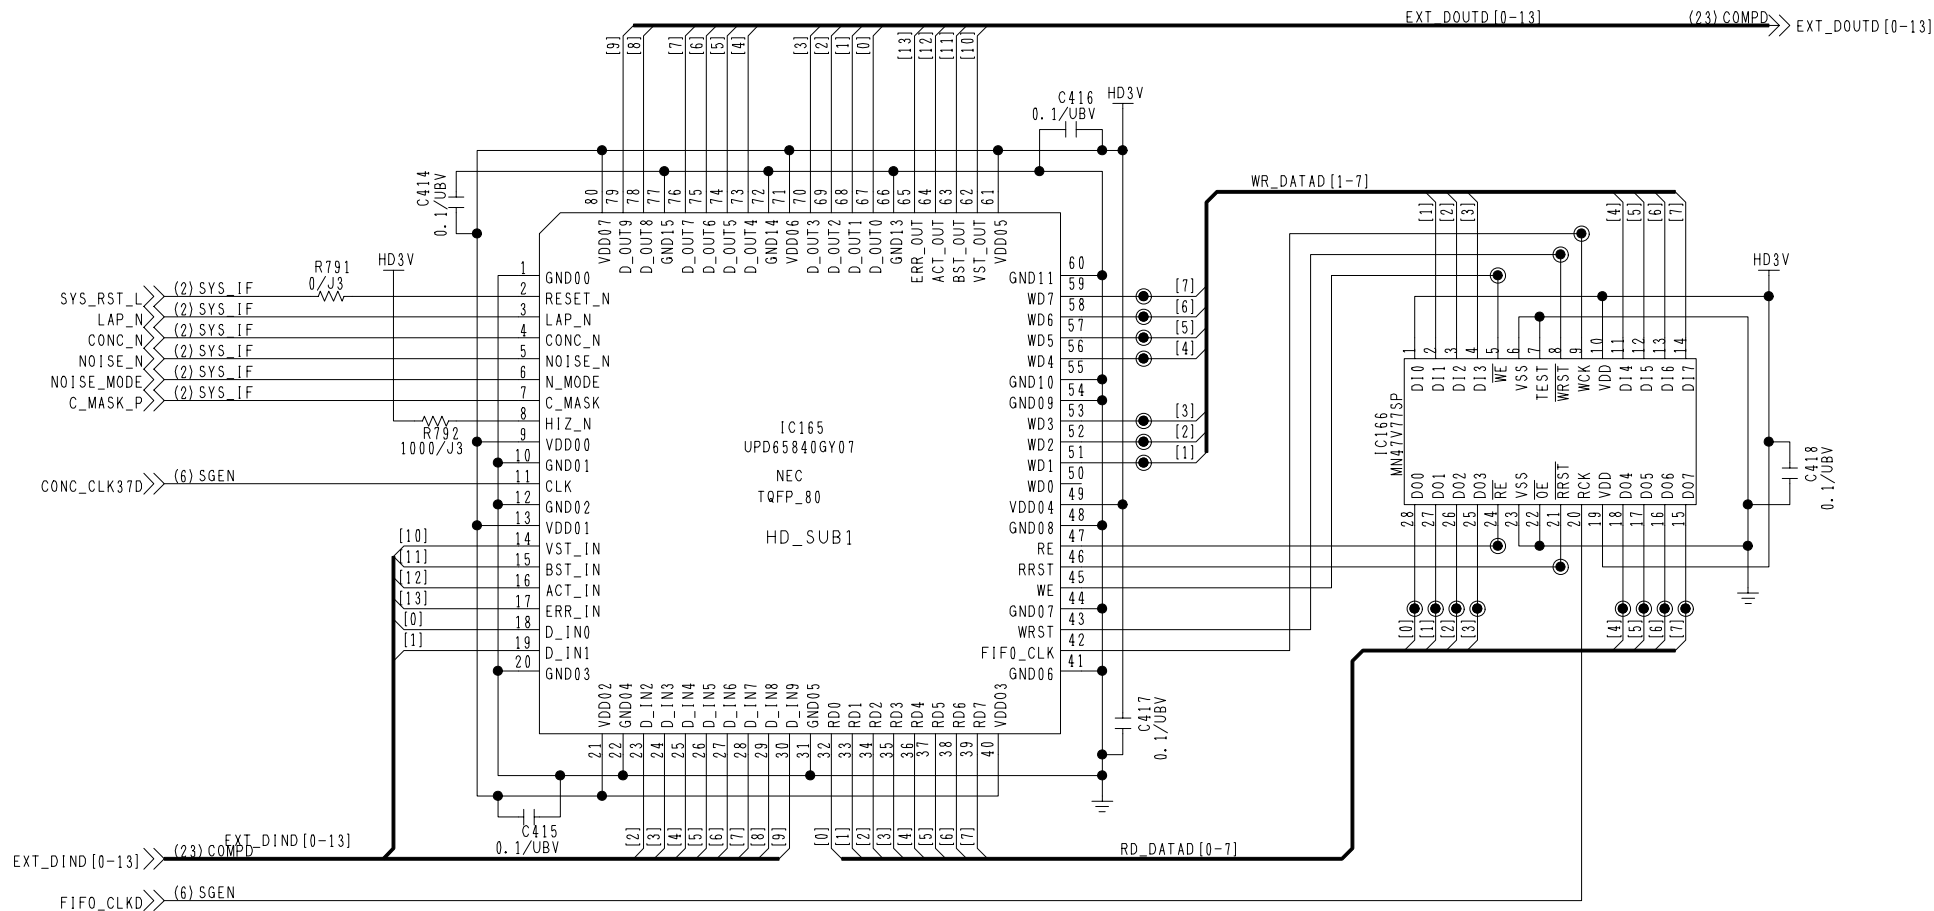 EXT_DOUTD[0-13]
(23)COMPD
EXT_DOUTD[0-13]
[9]
[8]
[7]
[6]
[5]
[4]
[3]
[2]
[1]
[0]
[13]
[12]
[11]
[10]
C416
0.1/UBV
HD3V
C414
0.1/UBV
80
79
78
77
76
75
74
73
72
71
70
69
68
67
66
65
64
63
62
61
VDD07
D_OUT9
D_OUT8
GND15
D_OUT7
D_OUT6
D_OUT5
D_OUT4
GND14
VDD06
D_OUT3
D_OUT2
D_OUT1
D_OUT0
GND13
ERR_OUT
ACT_OUT
BST_OUT
VST_OUT
VDD05
WR_DATAD[1-7]
[1]
[2]
[3]
[4]
[5]
[6]
[7]
HD3V
R791
0/J3
HD3V
SYS_RST_L
(2)SYS_IF
LAP_N
(2)SYS_IF
CONC_N
(2)SYS_IF
NOISE_N
(2)SYS_IF
NOISE_MODE
(2)SYS_IF
C_MASK_P
(2)SYS_IF
R792
1000/J3
CONC_CLK37D
(6)SGEN
1 GND00
2 RESET_N
3 LAP_N
4 CONC_N
5 NOISE_N
6 N_MODE
7 C_MASK
8 HIZ_N
9 VDD00
10 GND01
11 CLK
12 GND02
13 VDD01
[10] 14 VST_IN
[11] 15 BST_IN
[12] 16 ACT_IN
[13] 17 ERR_IN
[0] 18 D_IN0
[1] 19 D_IN1
20 GND03
IC165
UPD65840GY07
NEC
TQFP_80
HD_SUB1
GND11 60
WD7 59 [7]
WD6 58 [6]
WD5 57 [5]
WD4 56 [4]
GND10 55
GND09 54
WD3 53 [3]
WD2 52 [2]
WD1 51 [1]
WD0 50
VDD04 49
GND08 48
RE 47
RRST 46
WE 45
GND07 44
WRST 43
FIFO_CLK 42
GND06 41
1
2
3
4
5
6
7
8
9
10
11
12
13
14
DI0
DI1
DI2
DI3
WE
VSS
TEST
WRST
WCK
VDD
DI4
DI5
DI6
DI7
IC166
MN47V77SP
DO0
DO1
DO2
DO3
RE
VSS
OE
RRST
RCK
VDD
DO4
DO5
DO6
DO7
28
27
26
25
24
23
22
21
20
19
18
17
16
15
C418
0.1/UBV
[0]
[1]
[2]
[3]
[4]
[5]
[6]
[7]
VDD02
GND04
D_IN2
D_IN3
D_IN4
D_IN5
D_IN6
D_IN7
D_IN8
D_IN9
GND05
RD0
RD1
RD2
RD3
RD4
RD5
RD6
RD7
VDD03
21
22
23
24
25
26
27
28
29
30
31
32
33
34
35
36
37
38
39
40
C417
0.1/UBV
C415
0.1/UBV
[2]
[3]
[4]
[5]
[6]
[7]
[8]
[9]
[0]
[1]
[2]
[3]
[4]
[5]
[6]
[7]
RD_DATAD[0-7]
EXT_DIND[0-13]
(23)COMPD
EXT_DIND[0-13]
FIFO_CLKD
(6)SGEN